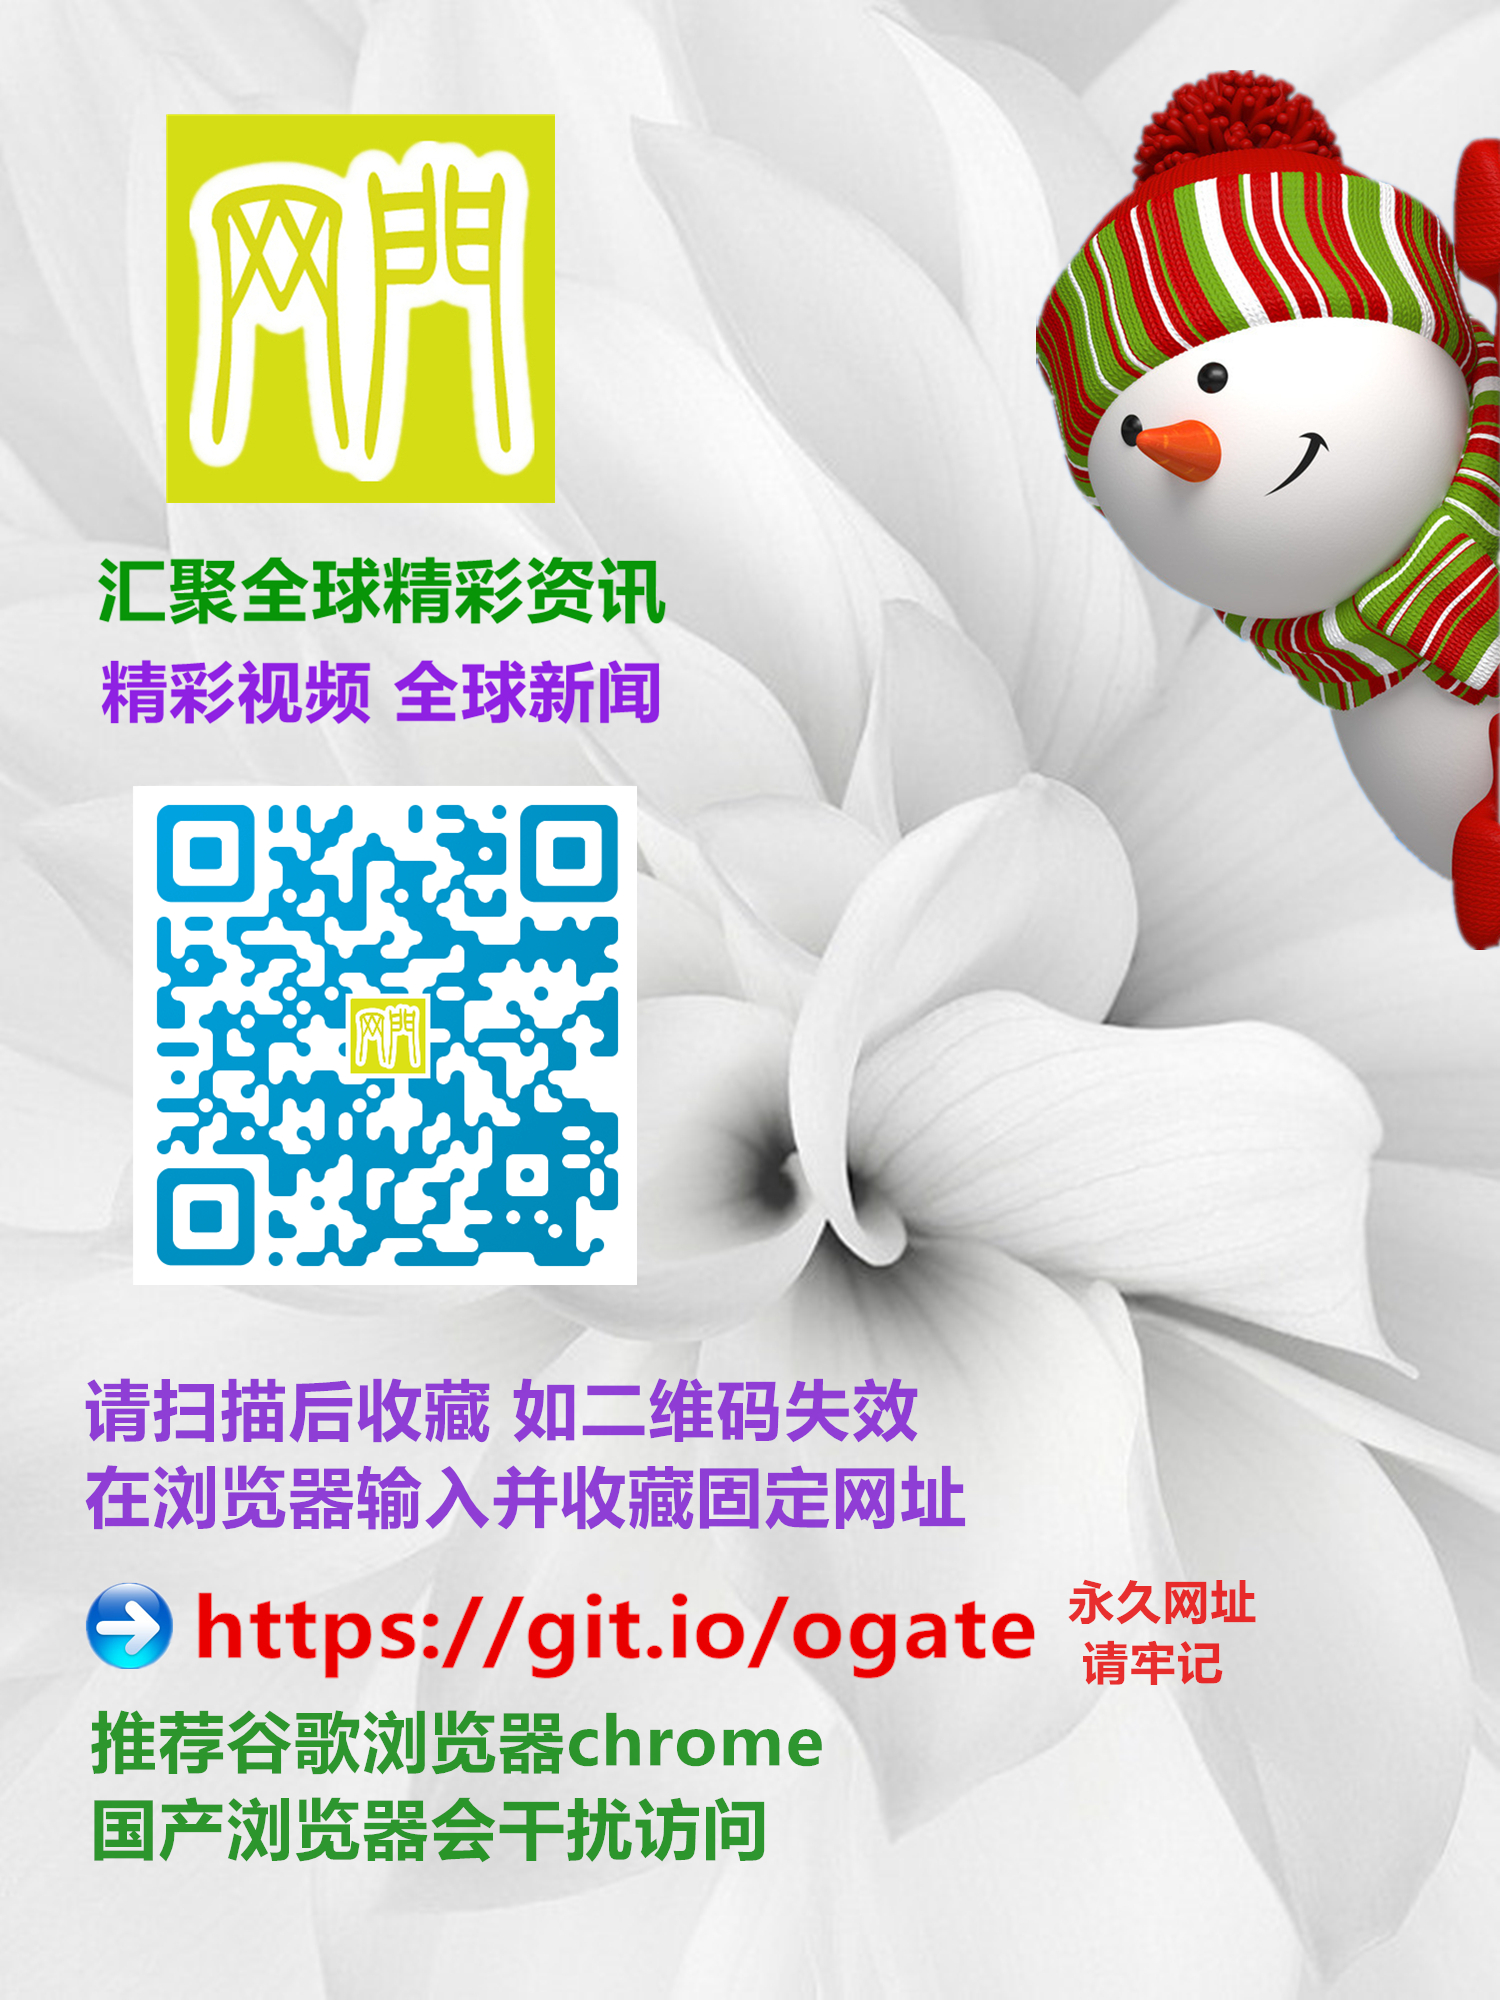 网門
汇聚全球精彩资讯
精彩视频 全球新闻
网門
请扫描后收藏 如二维码失效
在浏览器输入并收藏固定网址
https://git.io/ogate
永久网址
请牢记
推荐谷歌浏览器chrome
国产浏览器会干扰访问